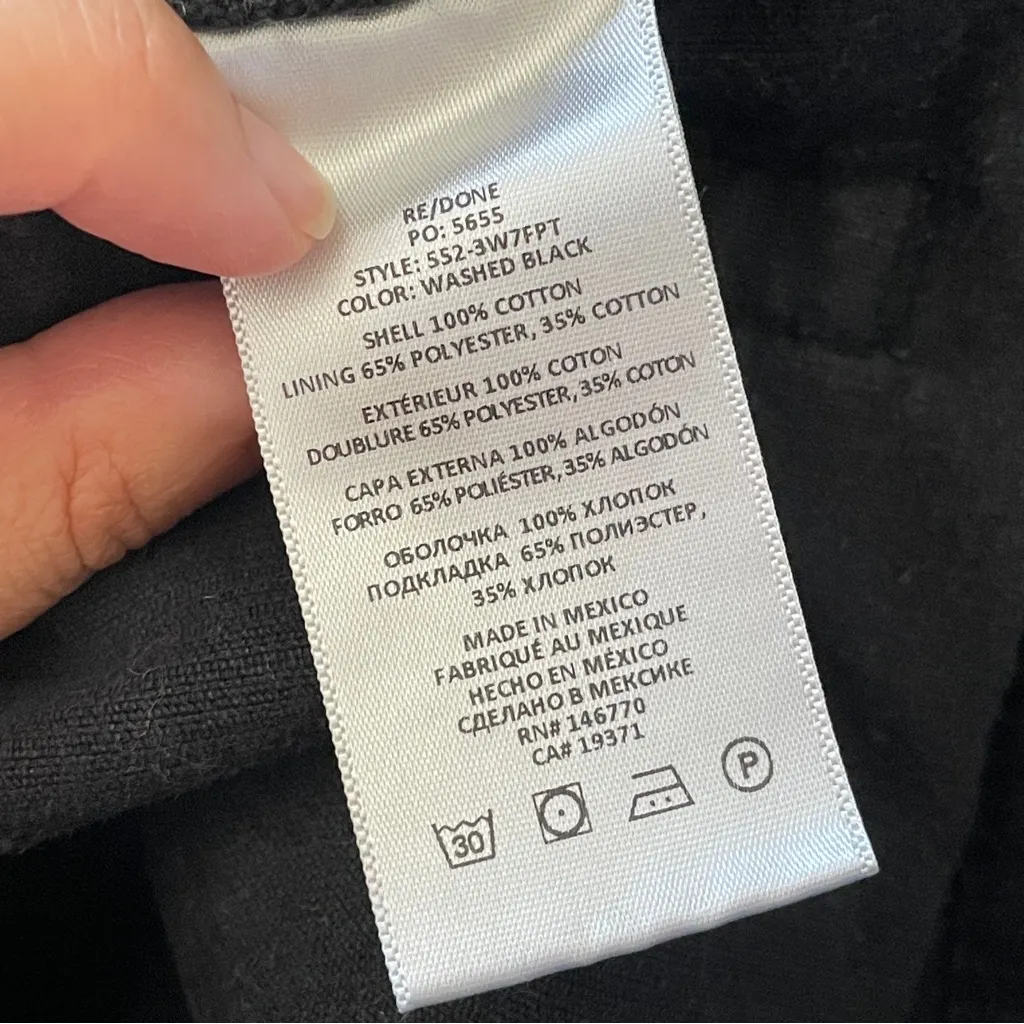 RE/DONE
PO: 5655
STYLE: 552-3W7FPT
COLOR: WASHED BLACK
SHELL 100% COTTON
LINING 65% POLYESTER, 35% COTTON
EXTÉRIEUR 100% COTON
DOUBLURE 65% POLYESTER, 35% COTON
CAPA EXTERNA 100% ALGODÓN
FORRO 65% POLIÉSTER, 35% ALGODÓN
ОБОЛОЧКА 100% ХЛОПОК
ПОДКЛАДКА 65% ПОЛИЭСТЕР,
35% ХЛОПОК
MADE IN MEXICO
FABRIQUÉ AU MEXIQUE
HECHO EN MÉXICO
СДЕЛАНО В МЕКСИКЕ
RN# 146770
CA# 19371
30 P